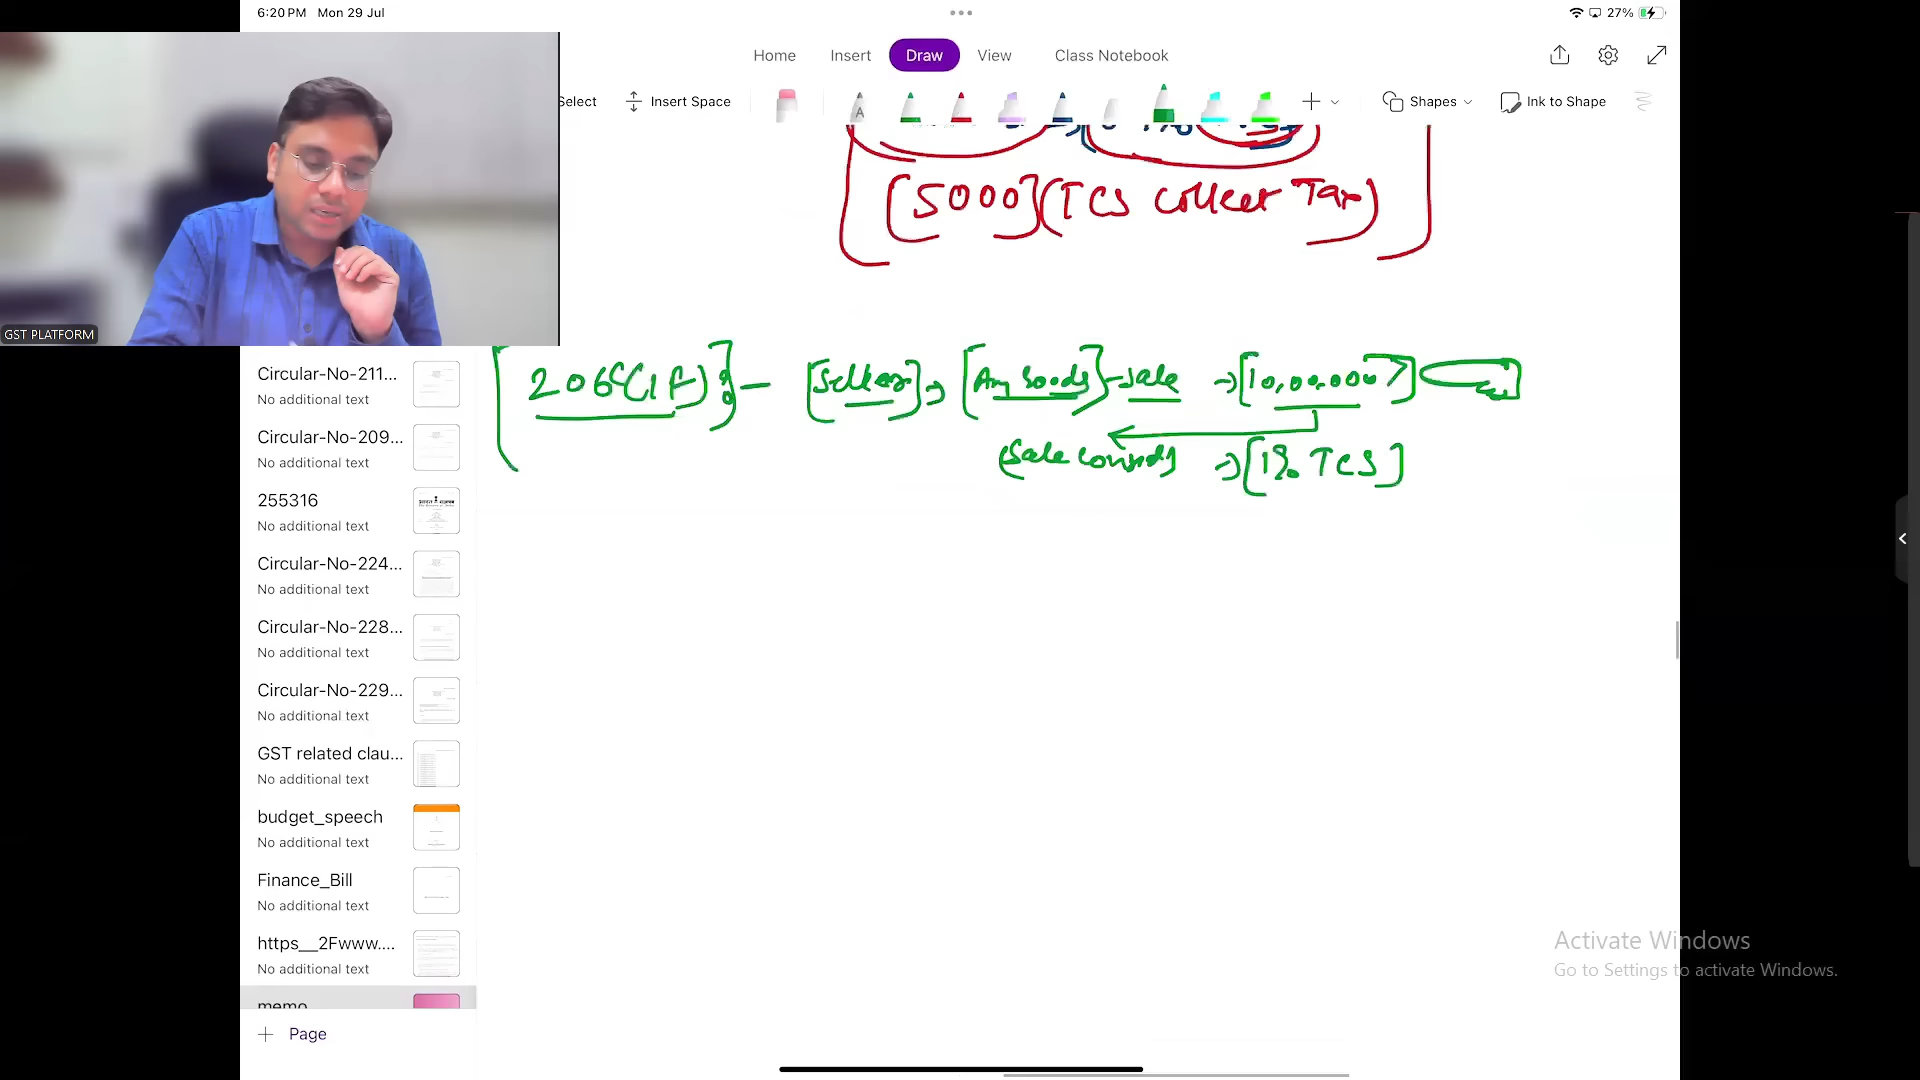 6:20 PM Mon 29 Jul
27%
Home Insert Draw View Class Notebook
Select Insert Space A Shapes Ink to Shape
[5000] (TCS collect Tax)
GST PLATFORM
206C(1F) : - [Seller] => [Any Goods] - Sale => [10,00,000 >]
=> [1% TCS]
Circular-No-211...
No additional text
Circular-No-209...
No additional text
255316
No additional text
Circular-No-224...
No additional text
Circular-No-228...
No additional text
Circular-No-229...
No additional text
GST related clau...
No additional text
budget_speech
No additional text
Finance_Bill
No additional text
https__2Fwww....
No additional text
memo
+ Page
Activate Windows
Go to Settings to activate Windows.